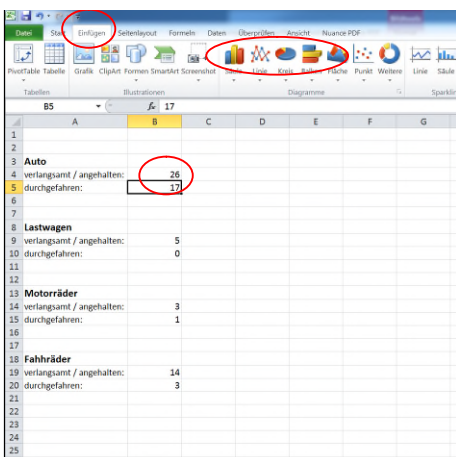 Datei Start Einfügen Seitenlayout Formeln Daten Überprüfen Ansicht Nuance PDF
PivotTable Tabelle Grafik ClipArt Formen SmartArt Screenshot Säule Linie Kreis Balken Fläche Punkt Weitere Linie Säule
Tabellen Illustrationen Diagramme
B5 fx 17
A B C D E F G
1
2
3 Auto
4 verlangsamt / angehalten: 26
5 durchgefahren: 17
6
7
8 Lastwagen
9 verlangsamt / angehalten: 5
10 durchgefahren: 0
11
12
13 Motorräder
14 verlangsamt / angehalten: 3
15 durchgefahren: 1
16
17
18 Fahhräder
19 verlangsamt / angehalten: 14
20 durchgefahren: 3
21
22
23
24
25